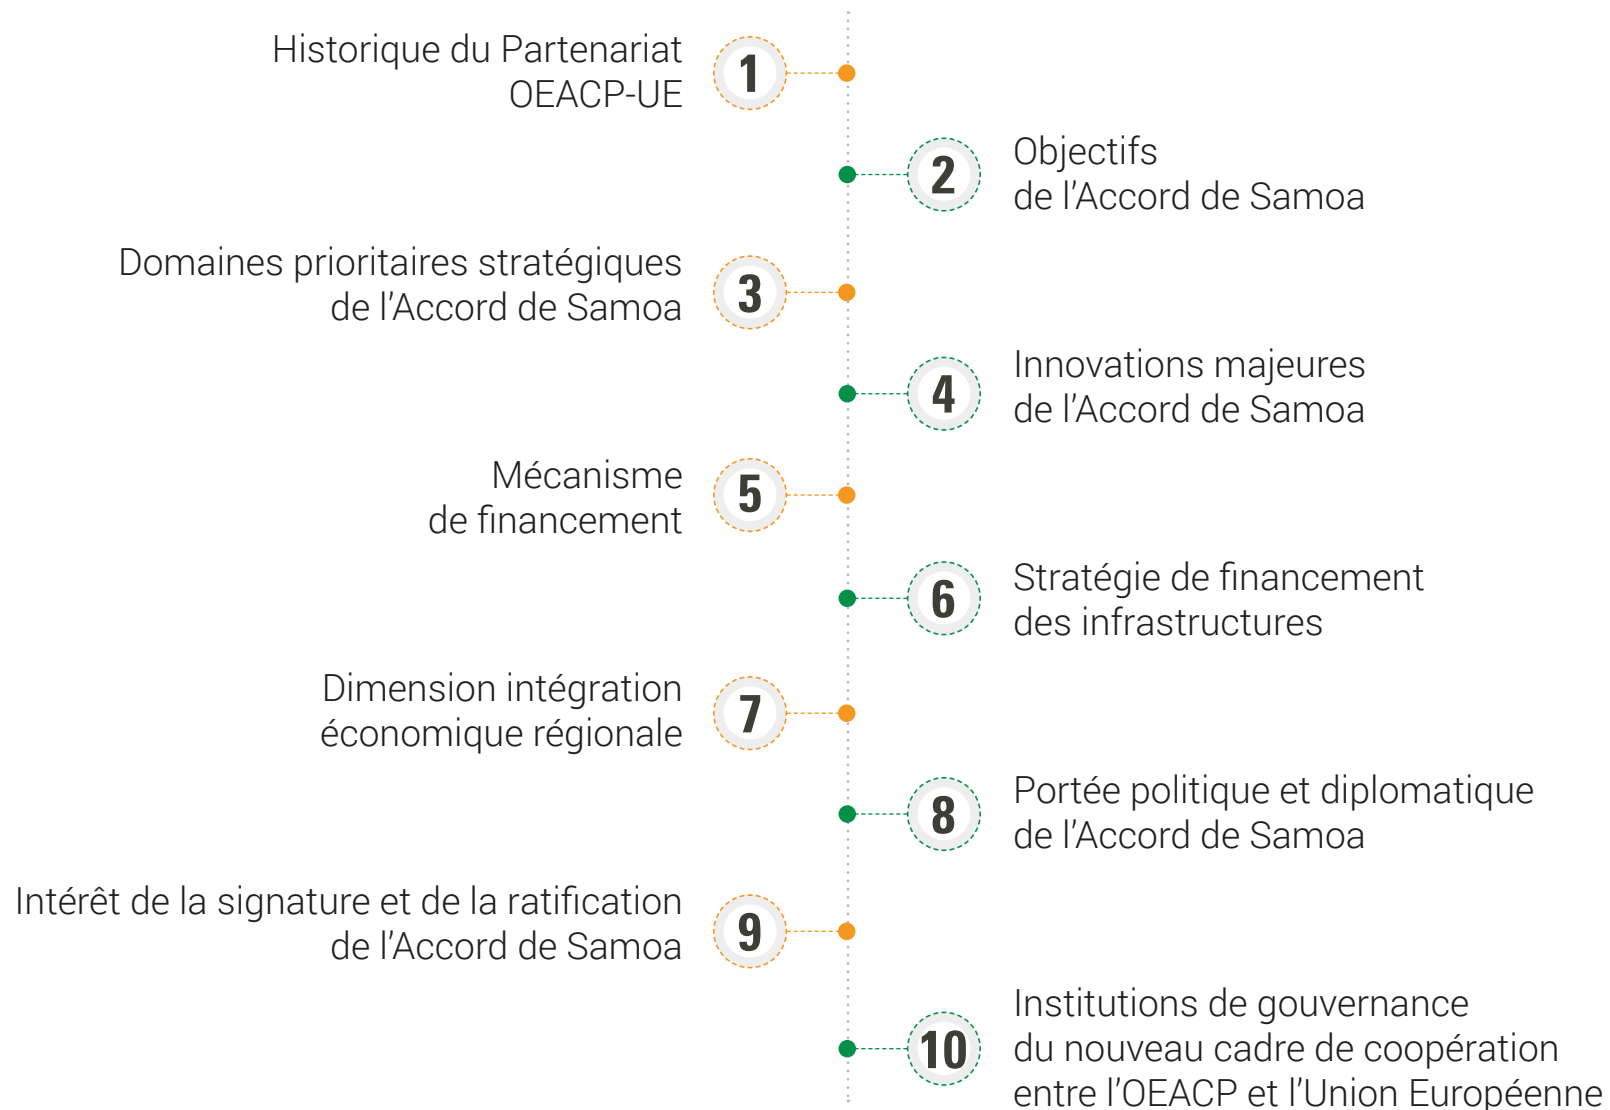 Historique du Partenariat
OEACP-UE
1
2
Objectifs
de l’Accord de Samoa
Domaines prioritaires stratégiques
de l’Accord de Samoa
3
4
Innovations majeures
de l’Accord de Samoa
Mécanisme
de financement
5
6
Stratégie de financement
des infrastructures
Dimension intégration
économique régionale
7
8
Portée politique et diplomatique
de l’Accord de Samoa
Intérêt de la signature et de la ratification
de l’Accord de Samoa
9
10
Institutions de gouvernance
du nouveau cadre de coopération
entre l’OEACP et l’Union Européenne